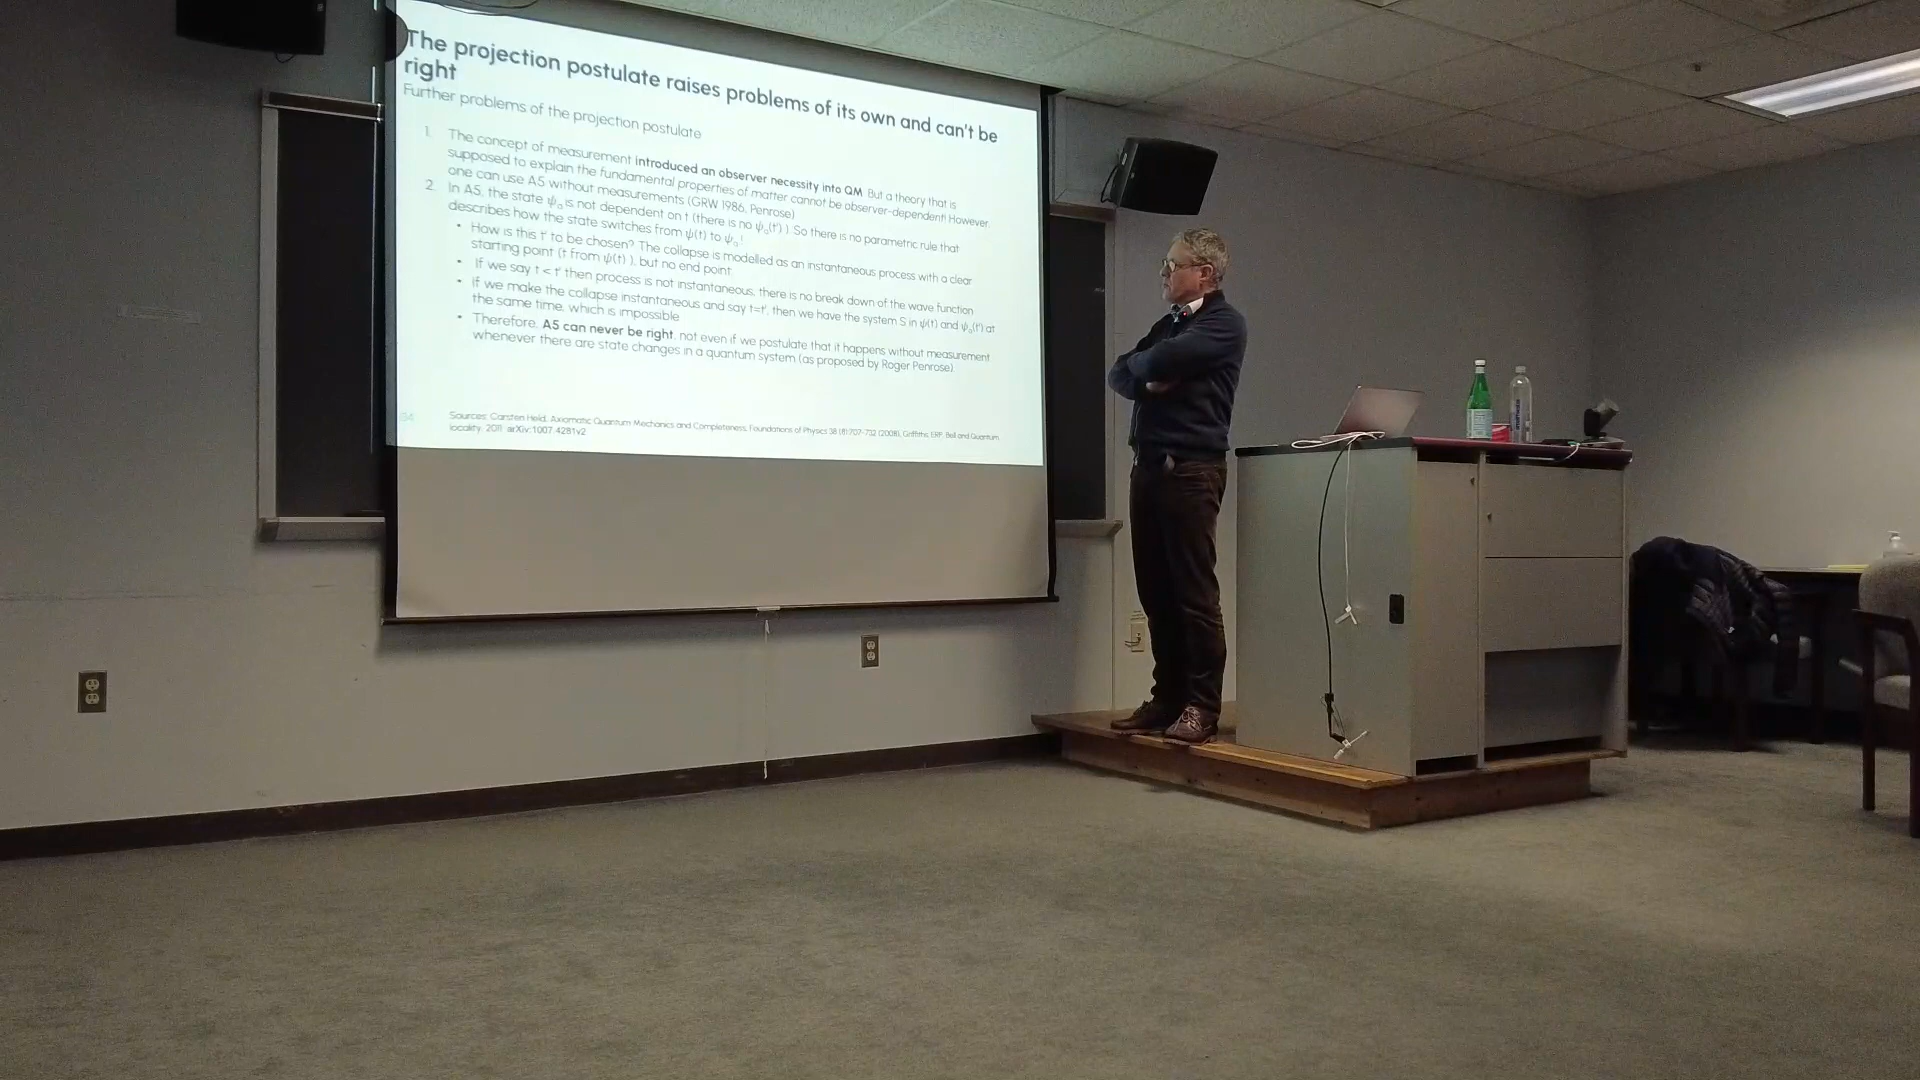 The projection postulate raises problems of its own and can't be
right
Further problems of the projection postulate
1. The concept of measurement introduced an observer necessity into QM. But a theory that is
supposed to explain the fundamental properties of matter cannot be observer-dependent! However,
one can use A5 without measurements (GRW 1986, Penrose)
2. In A5, the state ψₐ is not dependent on t (there is no ψₐ(t') ). So there is no parametric rule that
describes how the state switches from ψ(t) to ψₐ!
• How is this t' to be chosen? The collapse is modelled as an instantaneous process with a clear
starting point (t from ψ(t) ), but no end point.
• If we say t < t' then process is not instantaneous, there is no break down of the wave function
• If we make the collapse instantaneous and say t=t', then we have the system S in ψ(t) and ψₐ(t') at
the same time, which is impossible
• Therefore, A5 can never be right, not even if we postulate that it happens without measurement
whenever there are state changes in a quantum system (as proposed by Roger Penrose)
Sources: Carsten Held, Axiomatic Quantum Mechanics and Completeness, Foundations of Physics 38 (8):707-732 (2008), Griffiths, ERP, Bell and Quantum
locality, 2011, arXiv:1007.4281v2